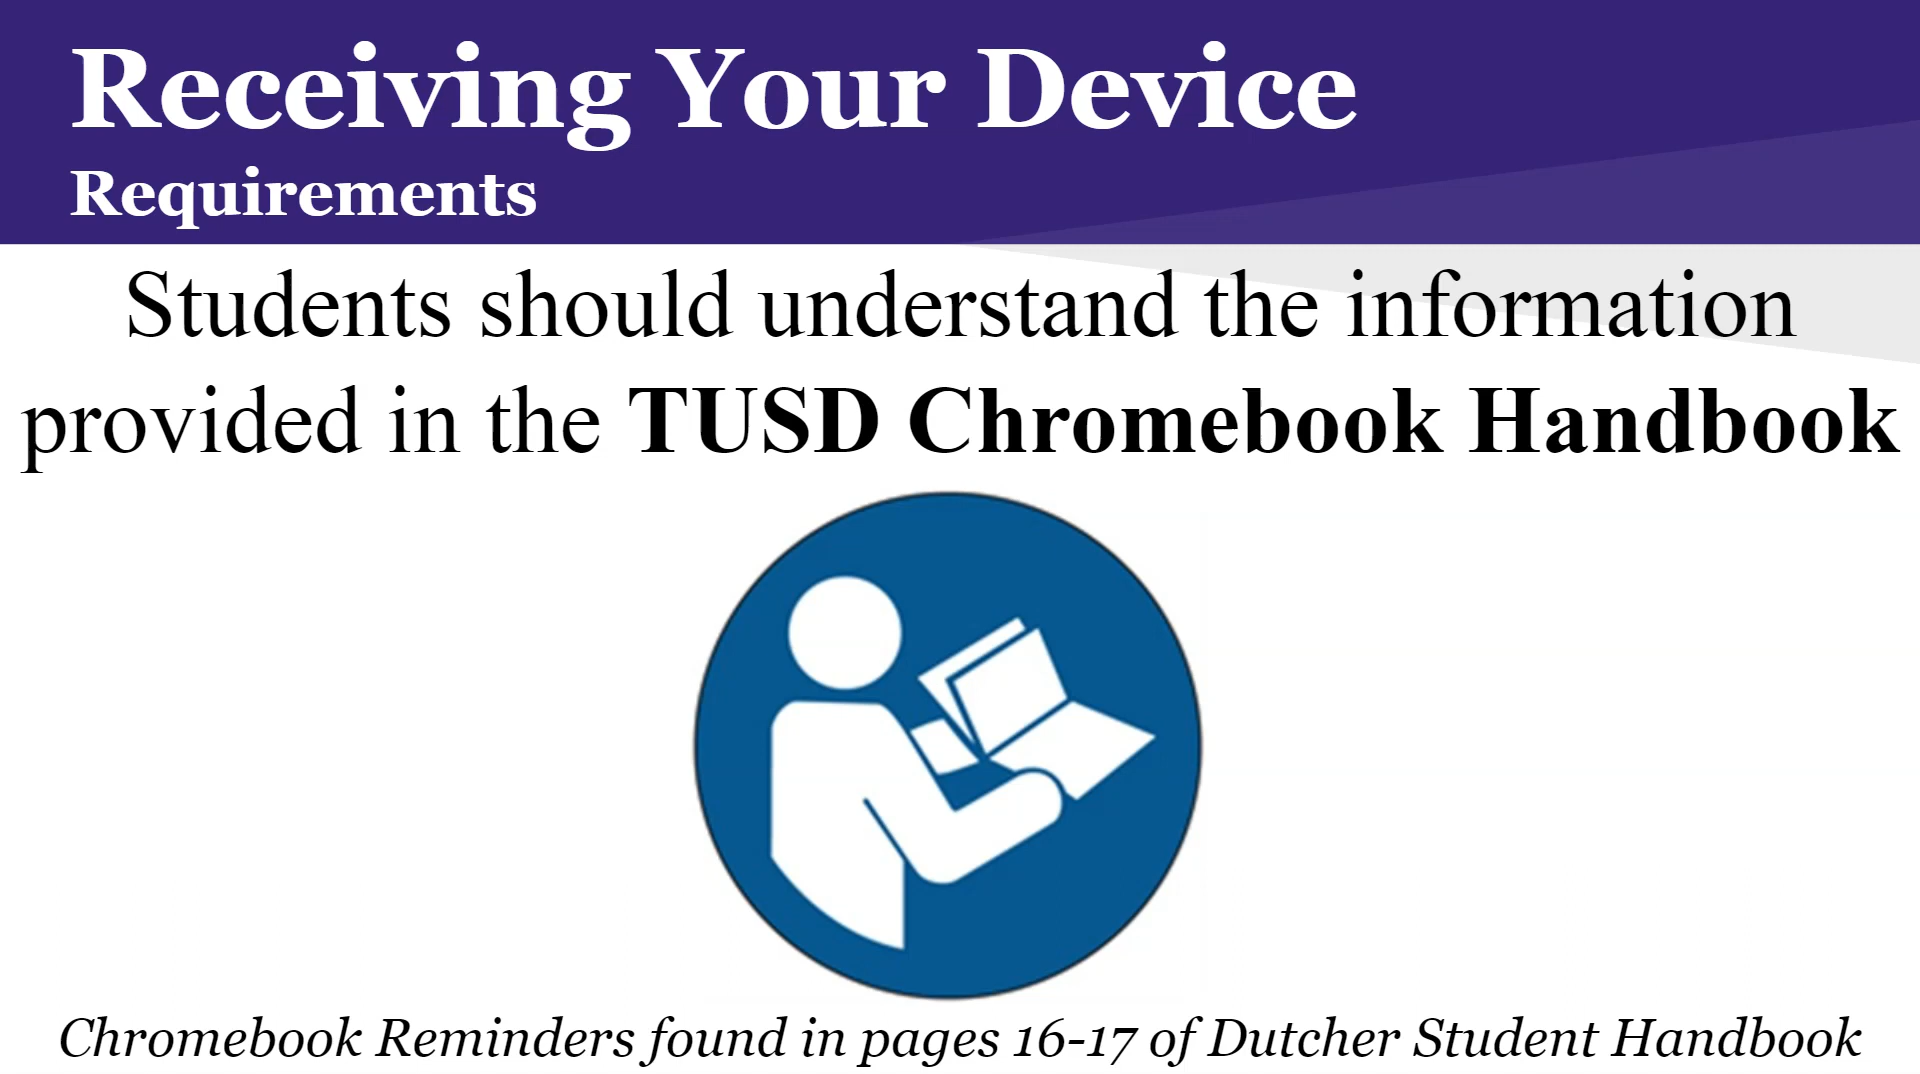 Receiving Your Device
Requirements
Students should understand the information
provided in the TUSD Chromebook Handbook
Chromebook Reminders found in pages 16-17 of Dutcher Student Handbook